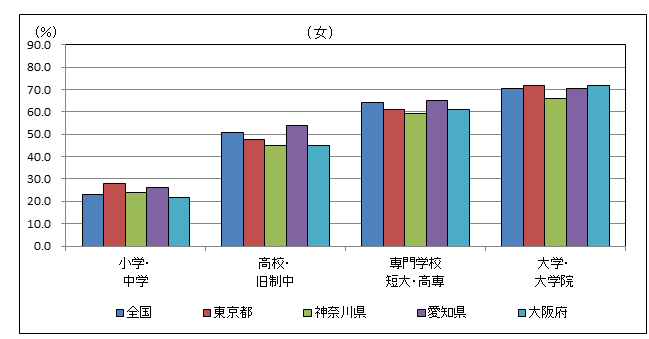 (%)
（女）
90.0
80.0
70.0
60.0
50.0
40.0
30.0
20.0
10.0
0.0
小学・
中学
高校・
旧制中
専門学校
短大・高専
大学・
大学院
全国
東京都
神奈川県
愛知県
大阪府